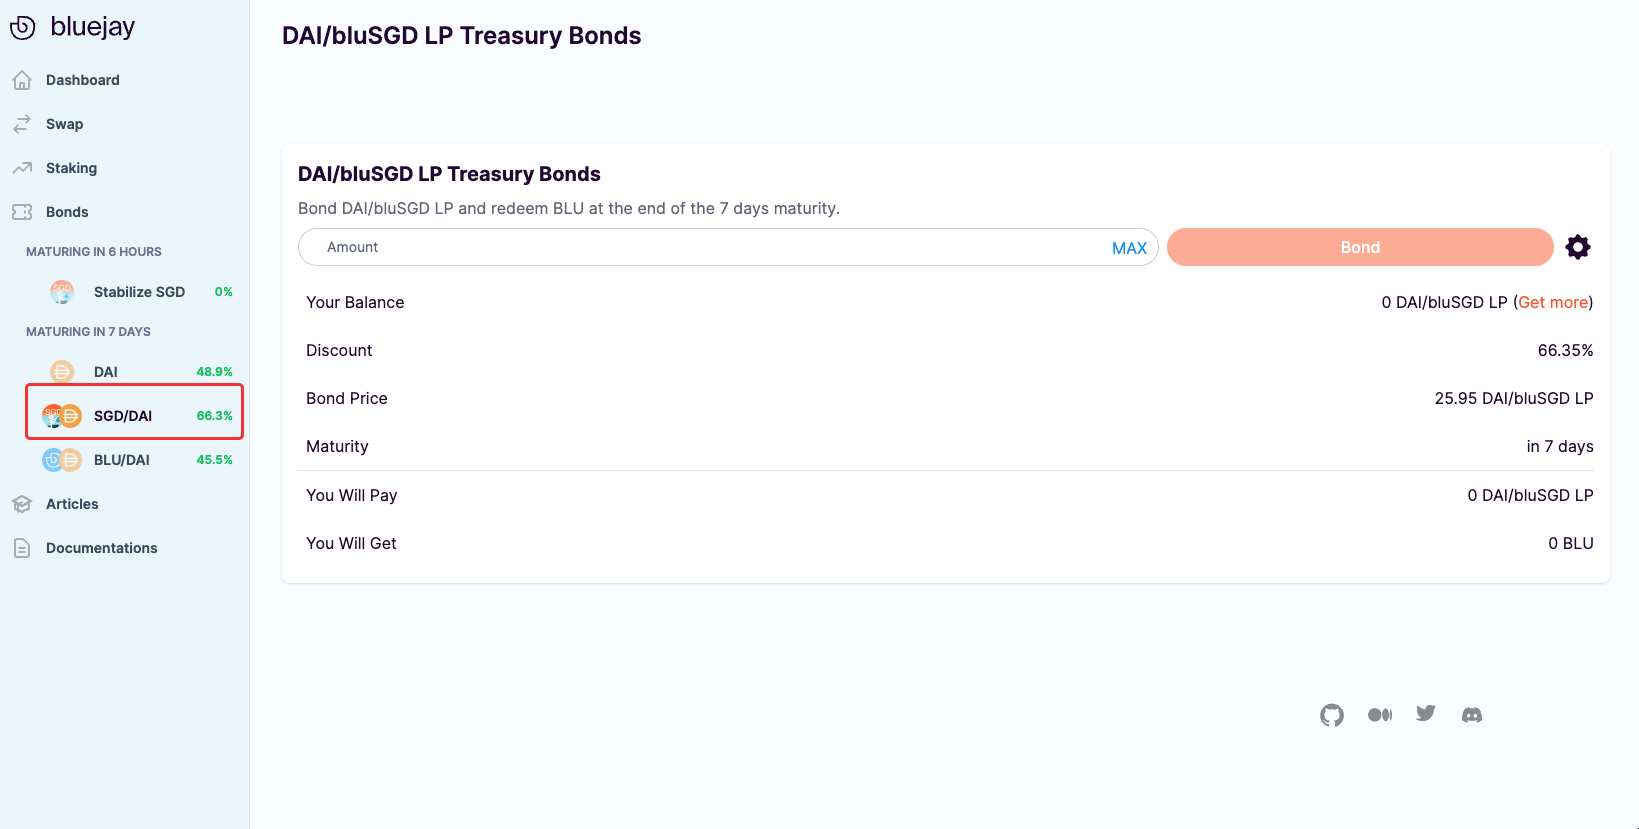 bluejay
Dashboard
Swap
Staking
Bonds
MATURING IN 6 HOURS
Stabilize SGD 0%
MATURING IN 7 DAYS
DAI 48.9%
SGD/DAI 66.3%
BLU/DAI 45.5%
Articles
Documentations
DAI/bluSGD LP Treasury Bonds
DAI/bluSGD LP Treasury Bonds
Bond DAI/bluSGD LP and redeem BLU at the end of the 7 days maturity.
Amount MAX Bond
Your Balance 0 DAI/bluSGD LP (Get more)
Discount 66.35%
Bond Price 25.95 DAI/bluSGD LP
Maturity in 7 days
You Will Pay 0 DAI/bluSGD LP
You Will Get 0 BLU